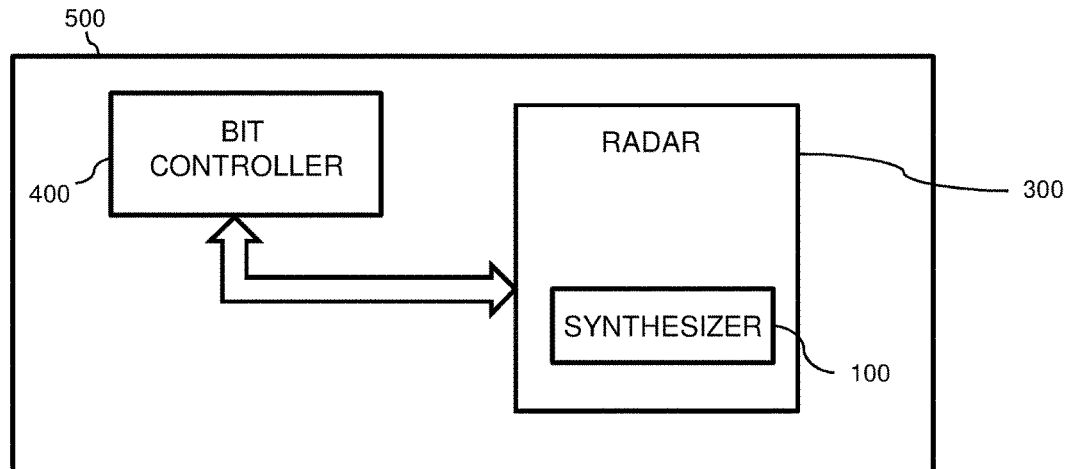 500
BIT
CONTROLLER
400
RADAR
300
SYNTHESIZER
100